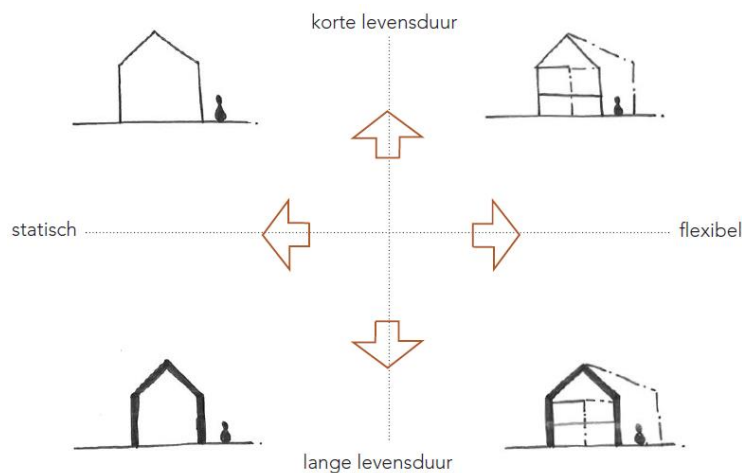 korte levensduur
statisch
flexibel
lange levensduur